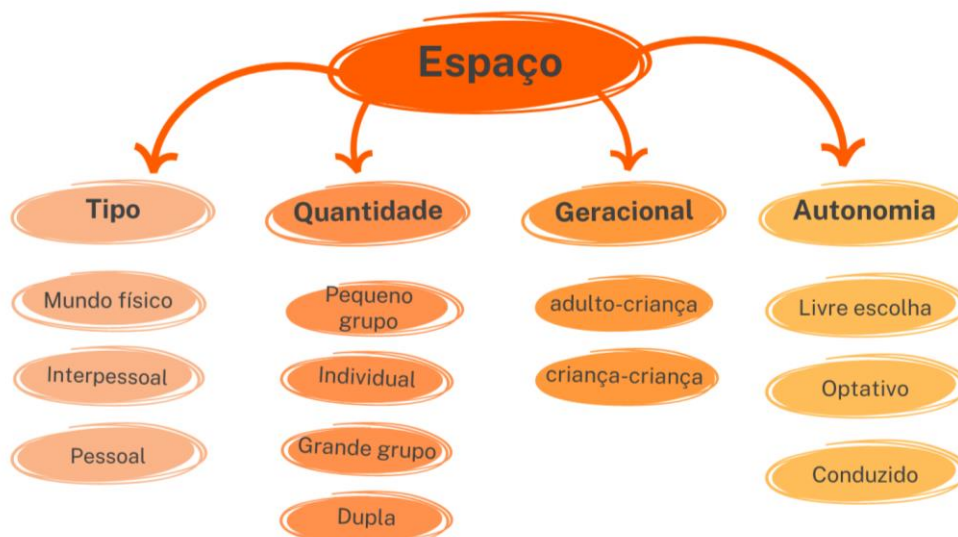 Espaço
Tipo
Mundo físico
Interpessoal
Pessoal
Quantidade
Pequeno
grupo
Individual
Grande grupo
Dupla
Geracional
adulto-criança
criança-criança
Autonomia
Livre escolha
Optativo
Conduzido